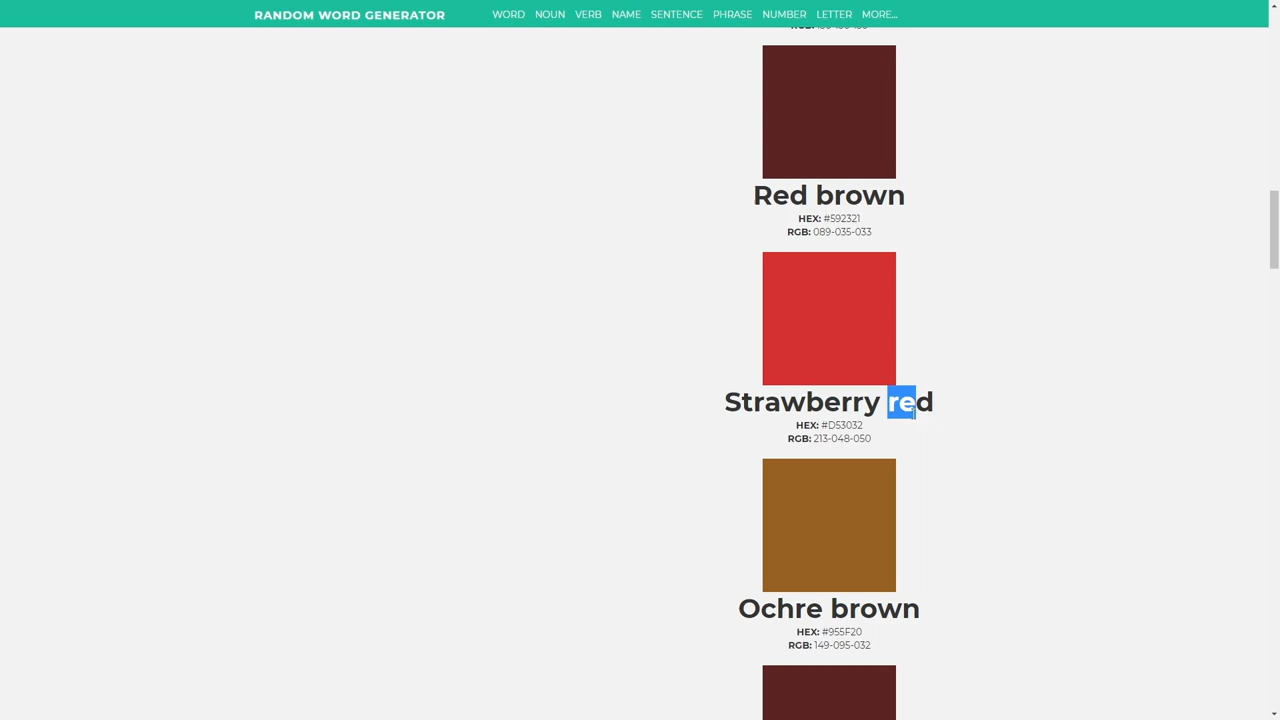 RANDOM WORD GENERATOR WORD NOUN VERB NAME SENTENCE PHRASE NUMBER LETTER MORE...
Red brown
HEX: #592321
RGB: 089-035-033
Strawberry red
HEX: #D53032
RGB: 213-048-050
Ochre brown
HEX: #955F20
RGB: 149-095-032